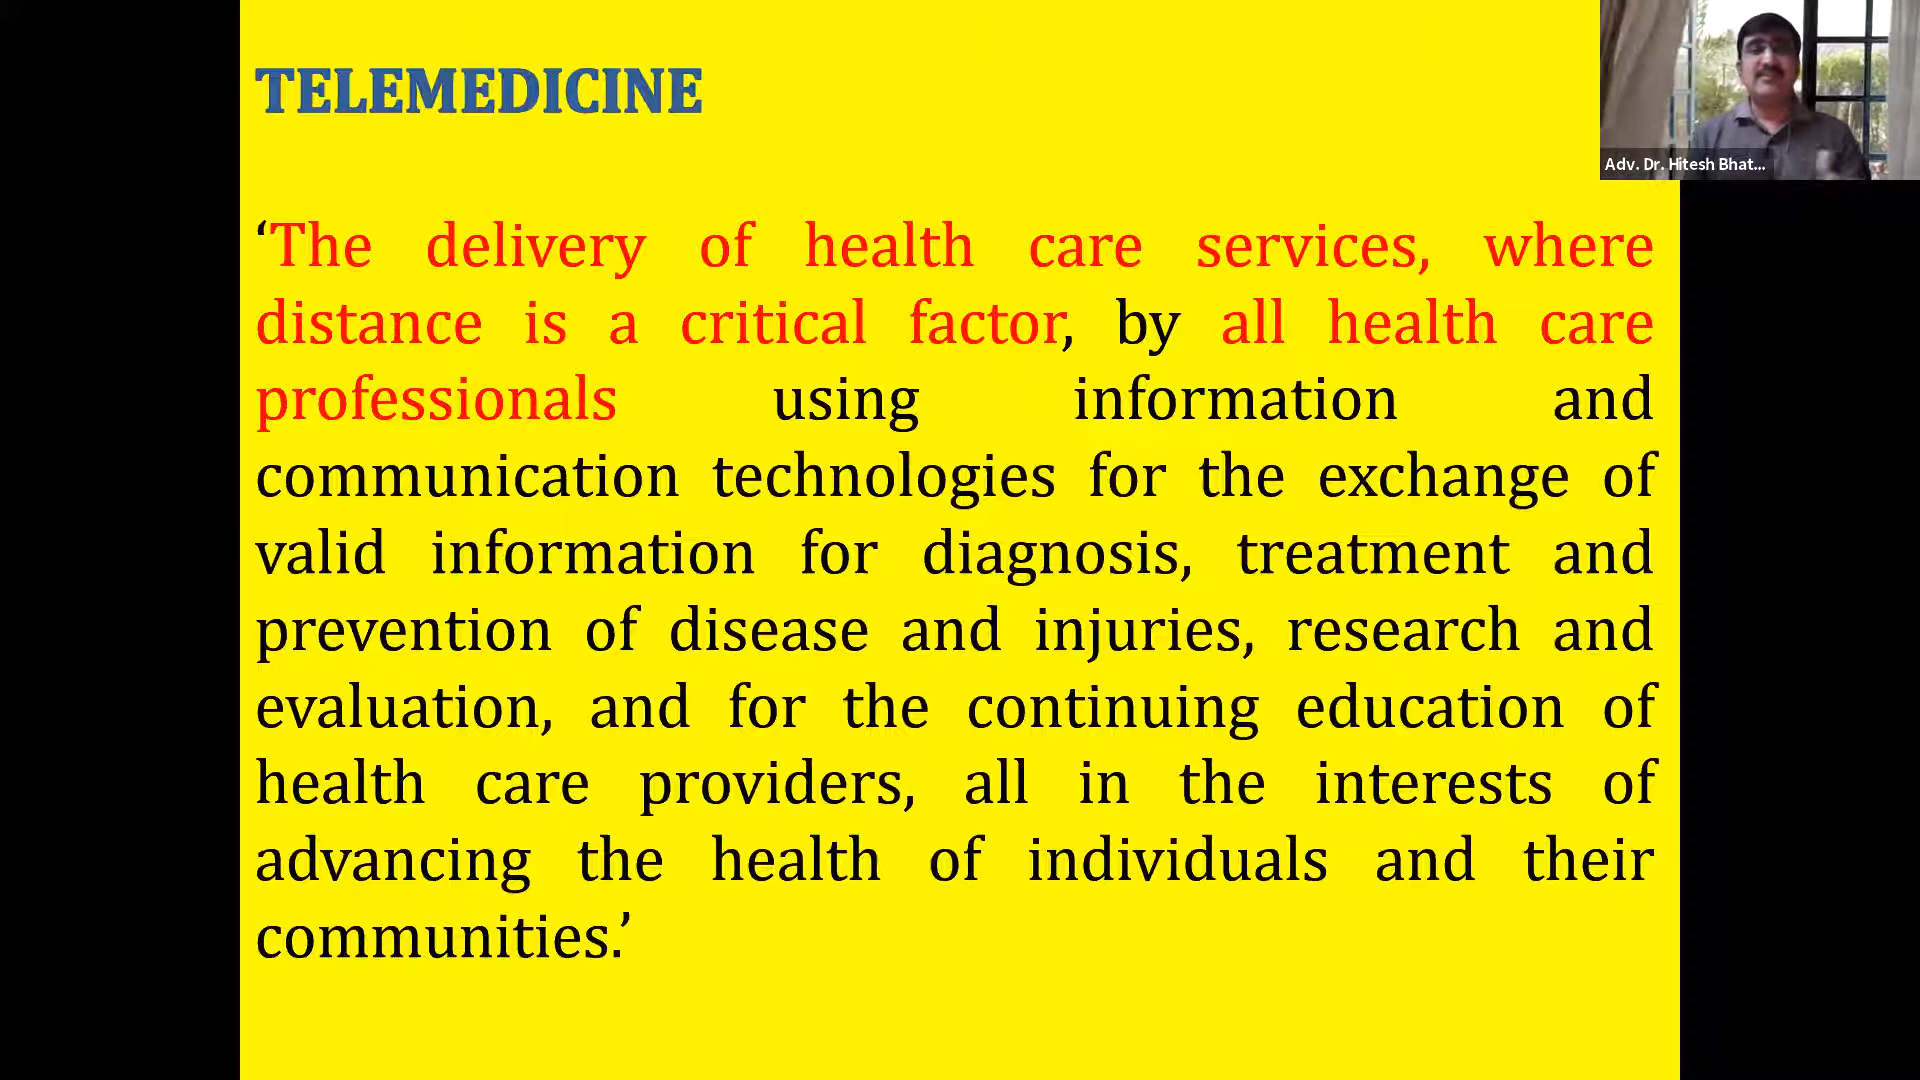 TELEMEDICINE
Adv. Dr. Hitesh Bhat...
‘The delivery of health care services, where
distance is a critical factor, by all health care
professionals using information and
communication technologies for the exchange of
valid information for diagnosis, treatment and
prevention of disease and injuries, research and
evaluation, and for the continuing education of
health care providers, all in the interests of
advancing the health of individuals and their
communities.’